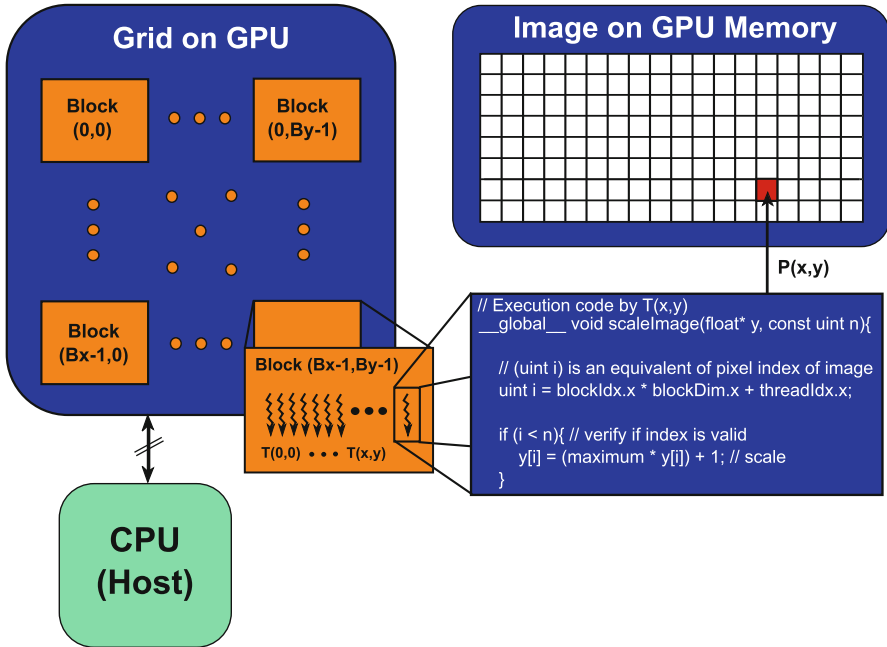 Grid on GPU
Block
(0,0)
Block
(0,By-1)
Block
(Bx-1,0)
Block (Bx-1,By-1)
T(0,0) • • • T(x,y)
CPU
(Host)
Image on GPU Memory
P(x,y)
// Execution code by T(x,y)
__global__ void scaleImage(float* y, const uint n){
// (uint i) is an equivalent of pixel index of image
uint i = blockIdx.x * blockDim.x + threadIdx.x;
if (i < n){ // verify if index is valid
y[i] = (maximum * y[i]) + 1; // scale
}